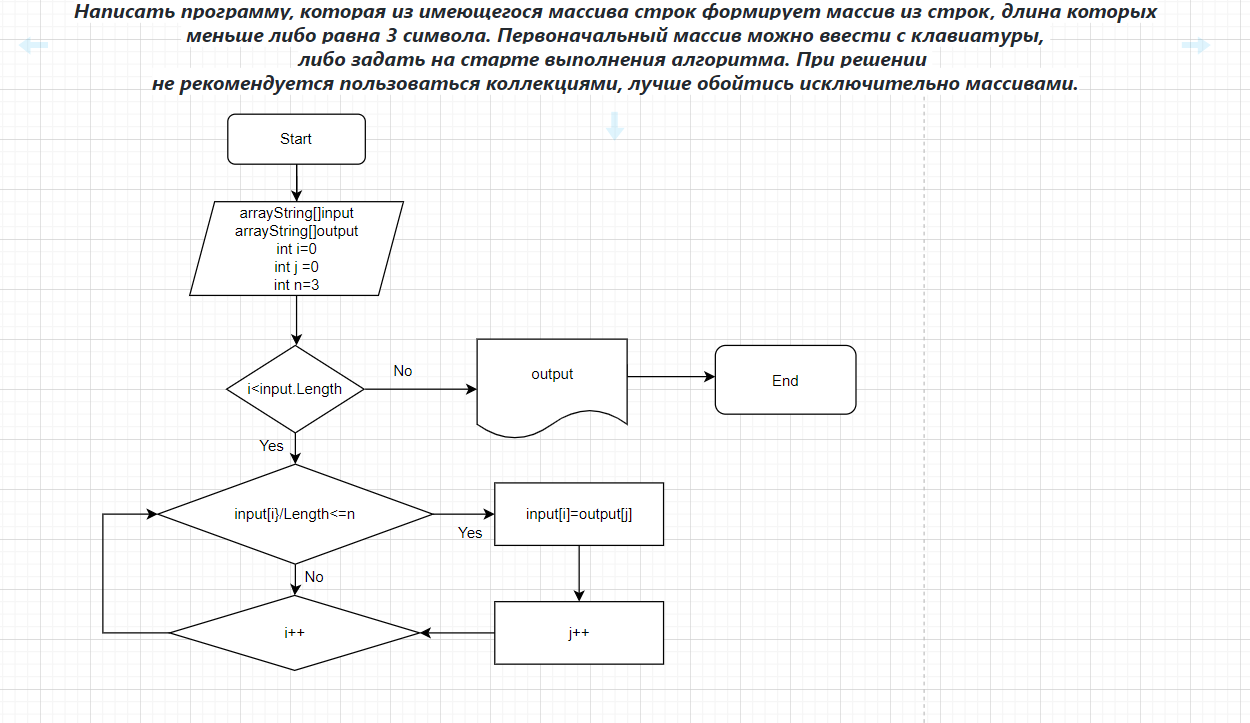 Написать программу, которая из имеющегося массива строк формирует массив из строк, длина которых
меньше либо равна 3 символа. Первоначальный массив можно ввести с клавиатуры,
либо задать на старте выполнения алгоритма. При решении
не рекомендуется пользоваться коллекциями, лучше обойтись исключительно массивами.
Start
arrayString[]input
arrayString[]output
int i=0
int j =0
int n=3
i<input.Length
No
output
End
Yes
input[i}/Length<=n
Yes
input[i]=output[j]
No
i++
j++